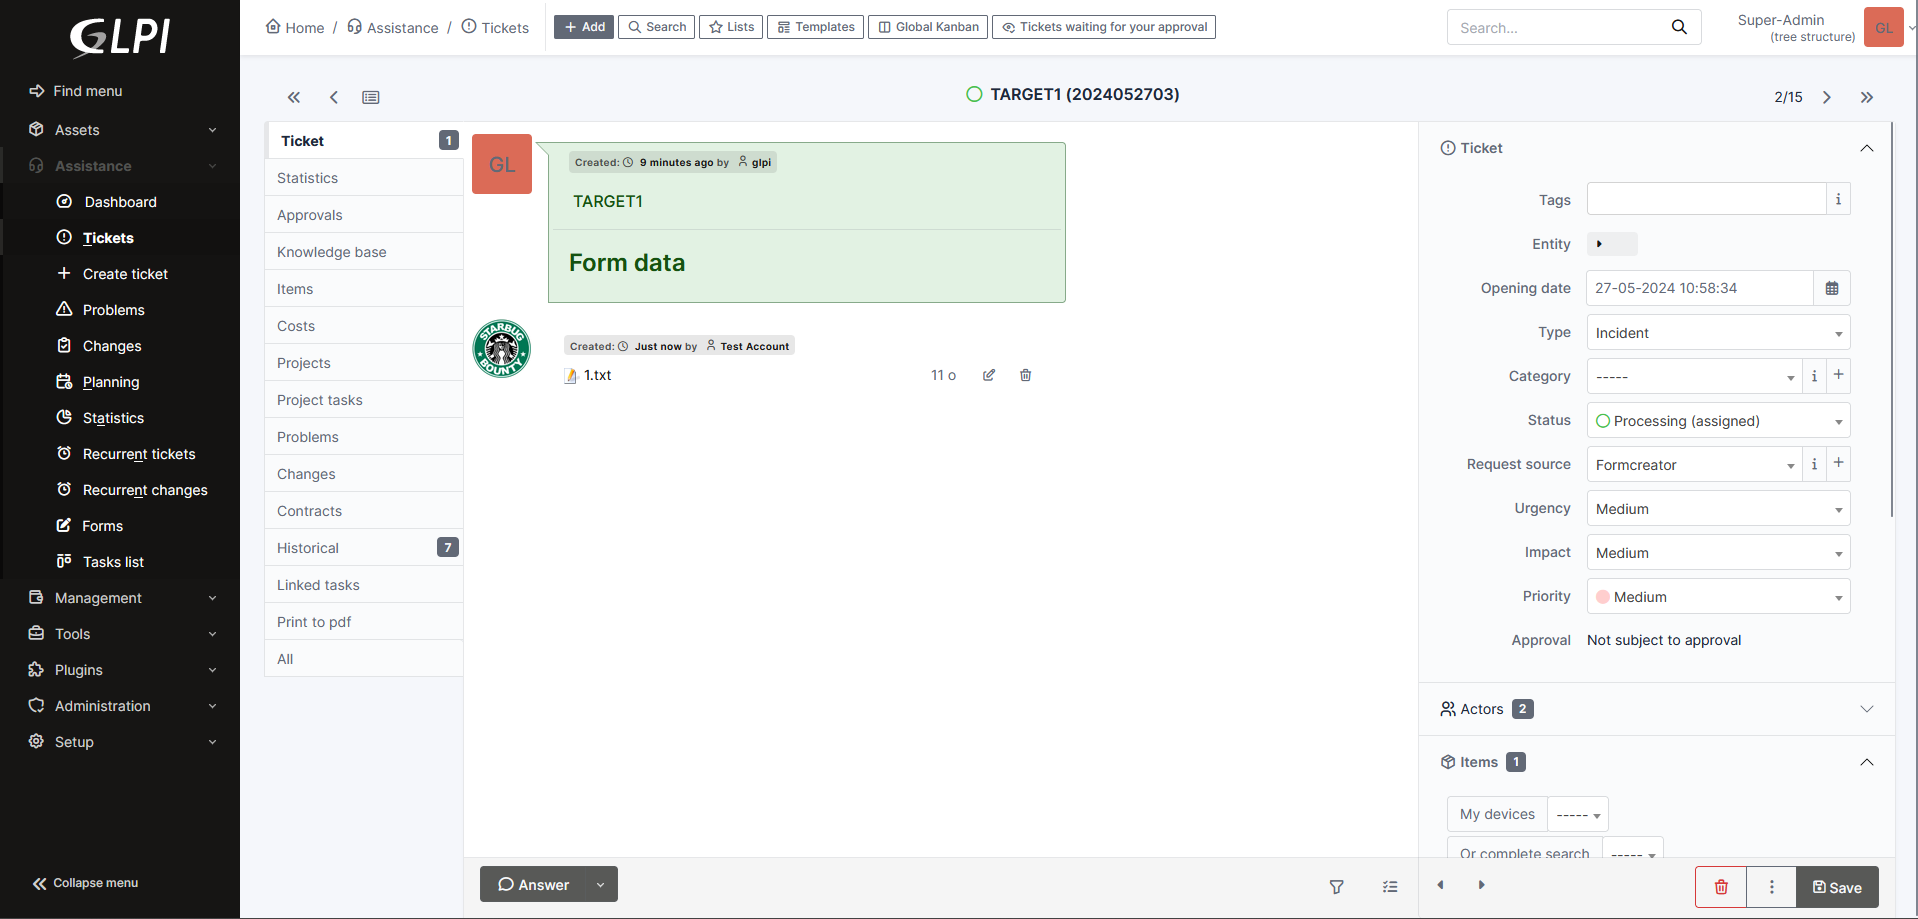 GLPI
Find menu
Assets
Assistance
Dashboard
Tickets
Create ticket
Problems
Changes
Planning
Statistics
Recurrent tickets
Recurrent changes
Forms
Tasks list
Management
Tools
Plugins
Administration
Setup
Collapse menu
Home / Assistance / Tickets
Add
Search
Lists
Templates
Global Kanban
Tickets waiting for your approval
Search...
Super-Admin
(tree structure)
GL
TARGET1 (2024052703)
2/15
Ticket 1
Statistics
Approvals
Knowledge base
Items
Costs
Projects
Project tasks
Problems
Changes
Contracts
Historical 7
Linked tasks
Print to pdf
All
GL
Created: 9 minutes ago by glpi
TARGET1
Form data
STARBUG
BOUNTY
Created: Just now by Test Account
1.txt 11 o
Answer
Ticket
Tags i
Entity
Opening date 27-05-2024 10:58:34
Type Incident
Category ----- i +
Status Processing (assigned)
Request source Formcreator i +
Urgency Medium
Impact Medium
Priority Medium
Approval Not subject to approval
Actors 2
Items 1
My devices -----
Or complete search -----
Save